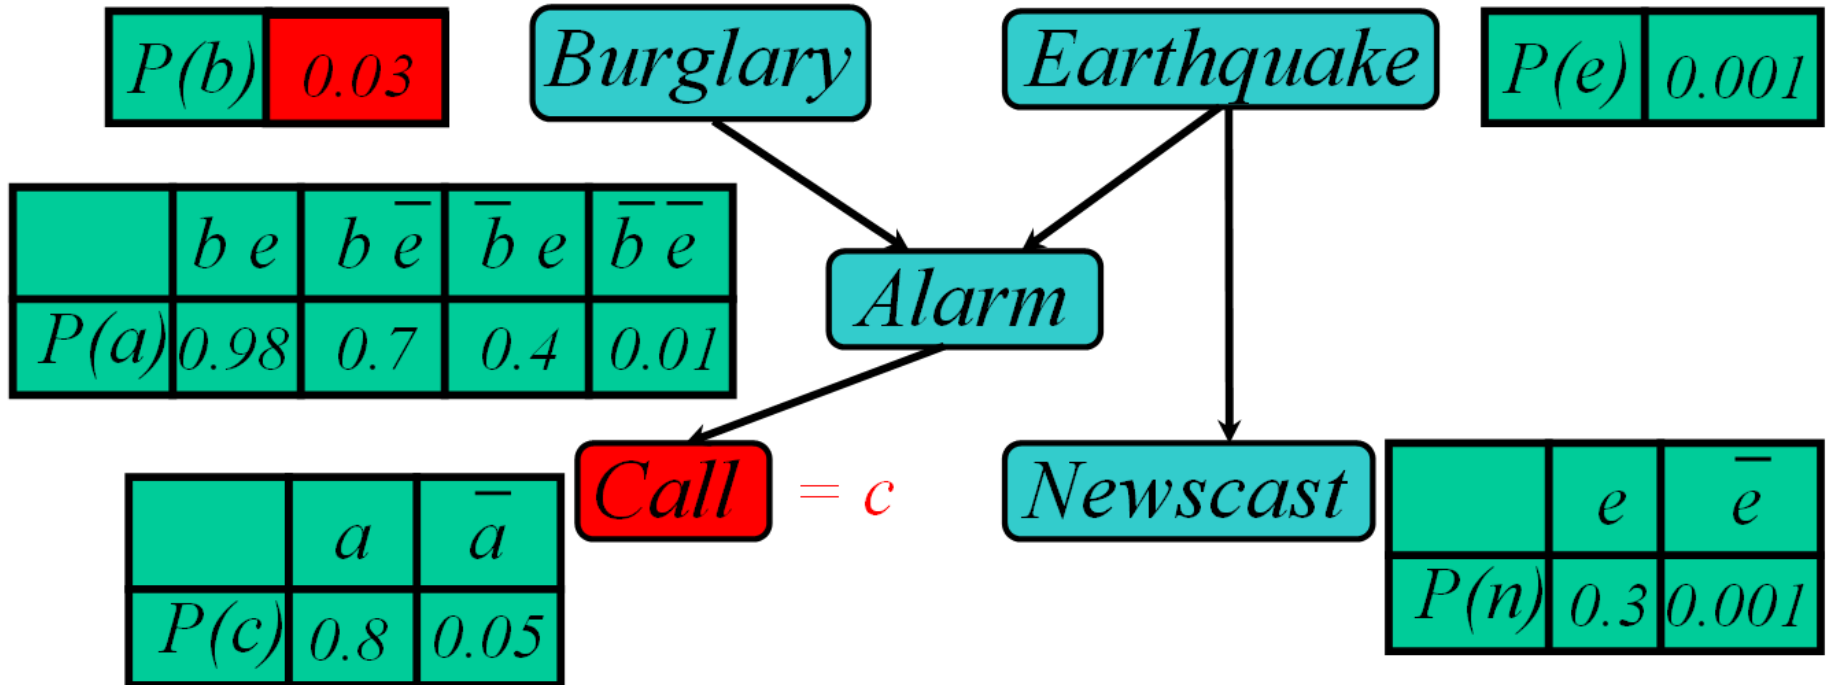 P(b) 0.03
Burglary
Earthquake
P(e) 0.001
b e b e̅ b̅ e b̅ e̅
P(a) 0.98 0.7 0.4 0.01
Alarm
Call = c
Newscast
a a̅
P(c) 0.8 0.05
e e̅
P(n) 0.3 0.001